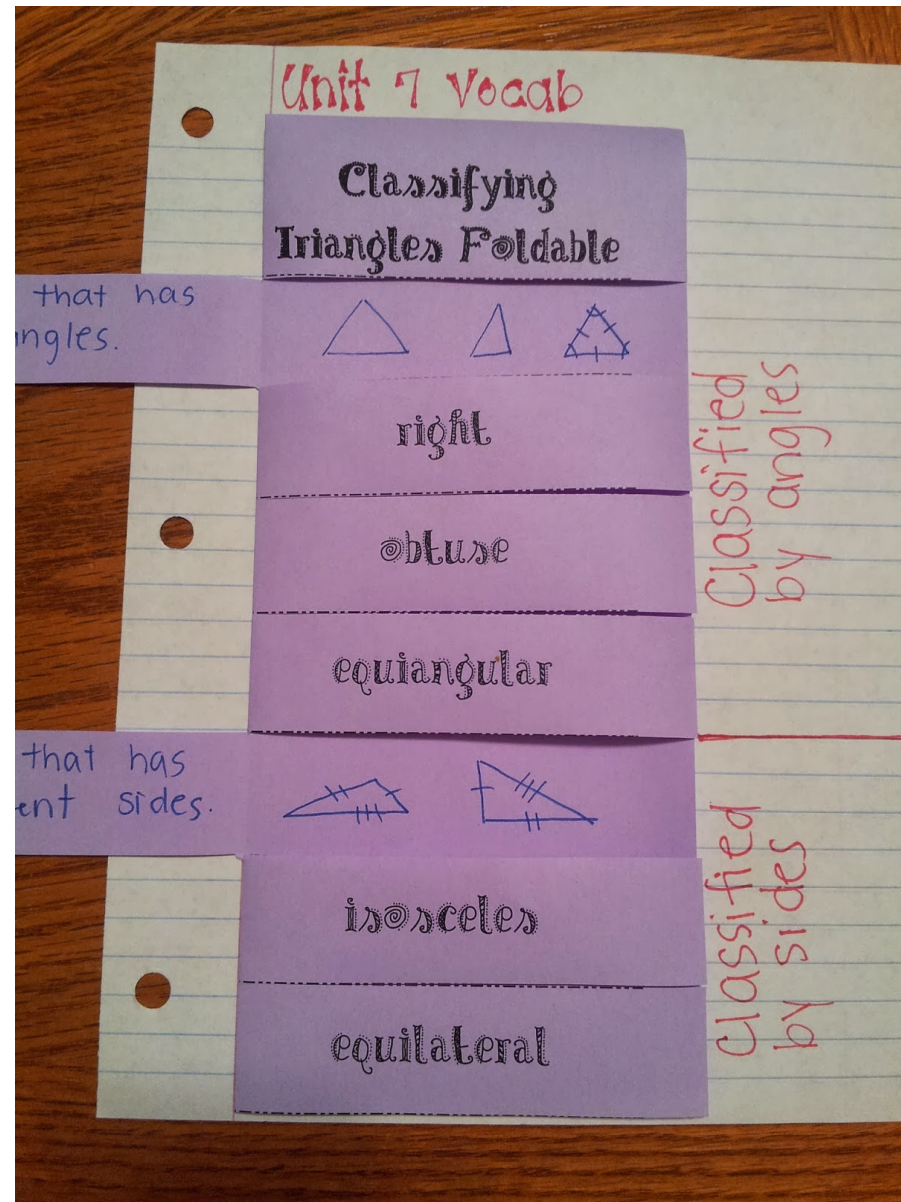 Unit 7 Vocab
Classifying
Triangles Foldable
that has
ngles.
right
obtuse
equiangular
Classified
by angles
that has
ent sides.
isosceles
equilateral
Classified
by sides